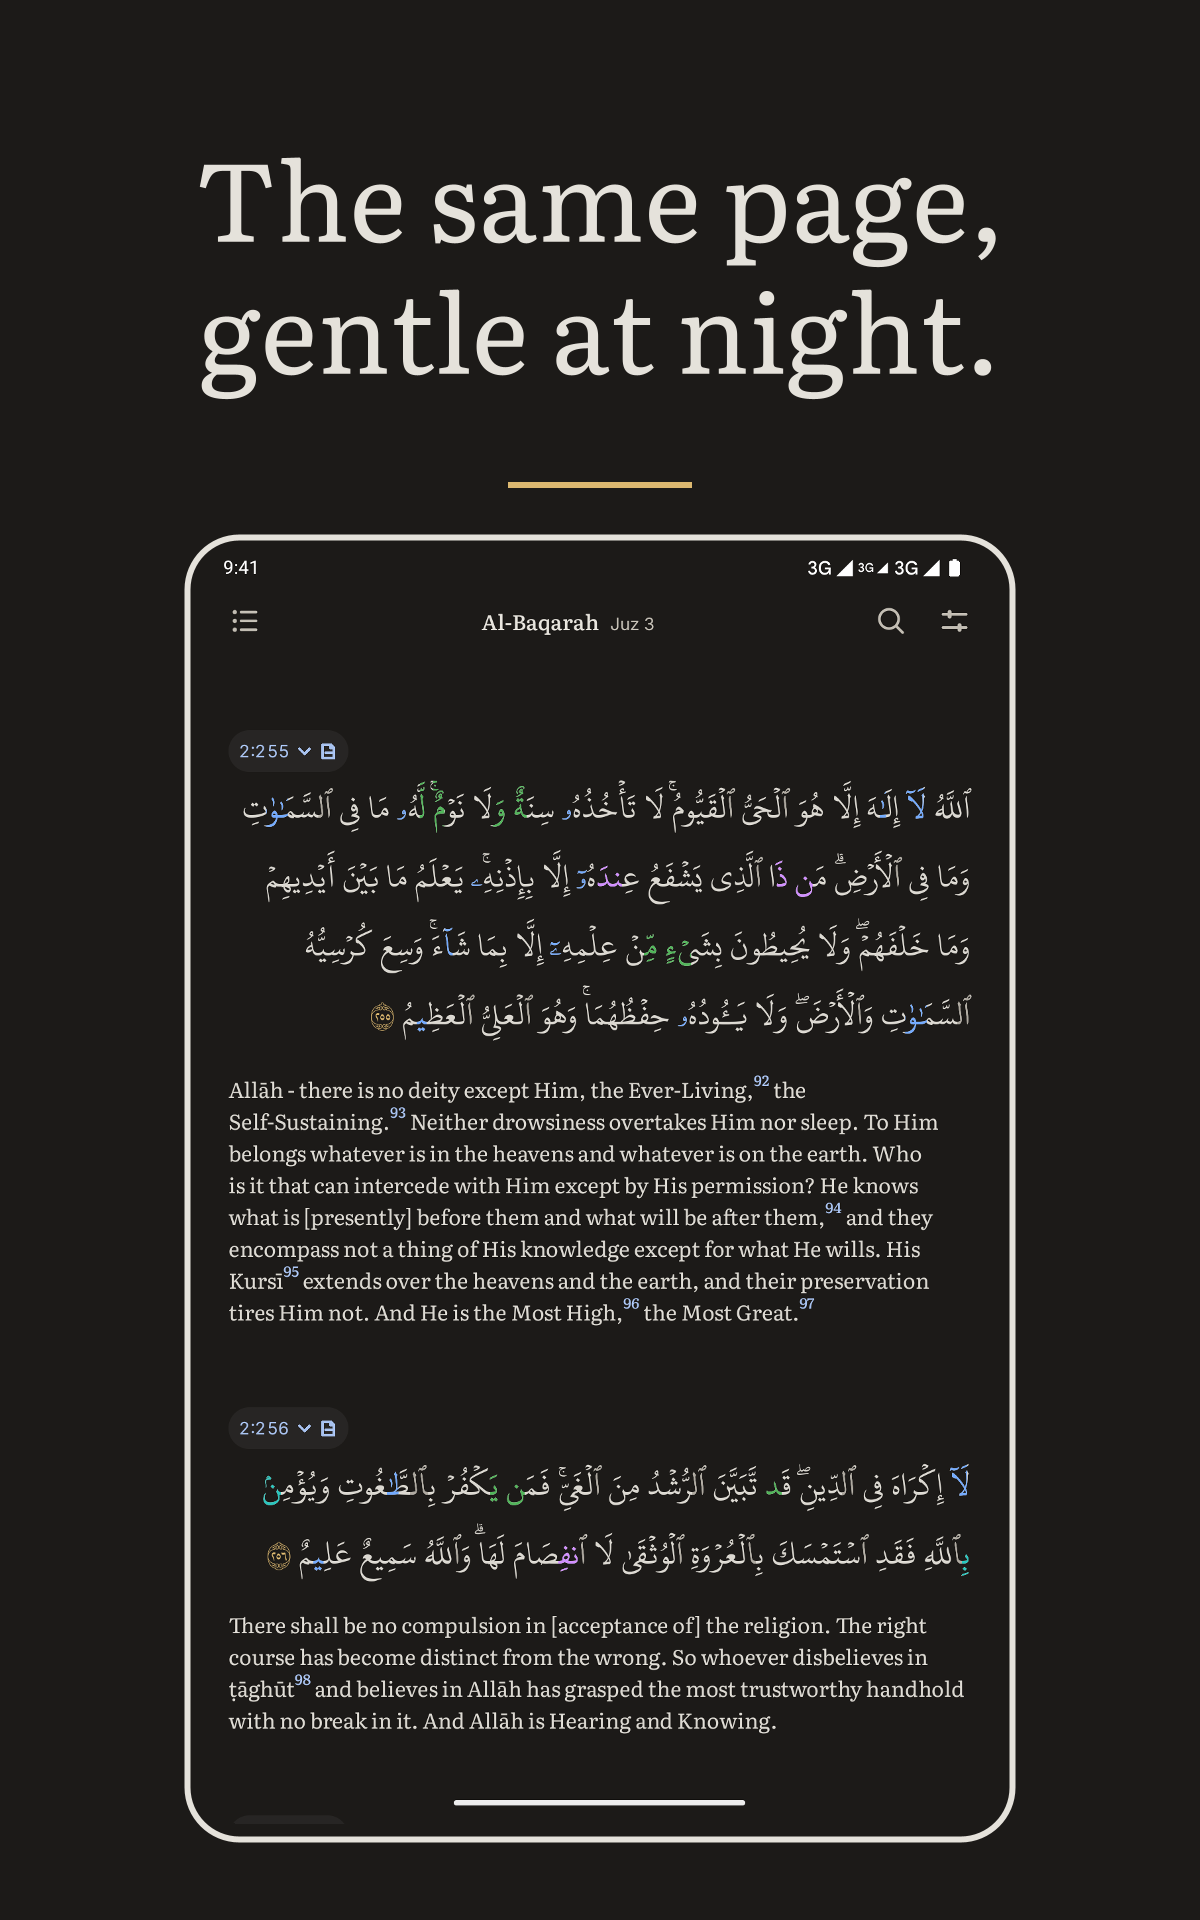 The same page,
gentle at night.
9:41 3G 3G 3G
Al-Baqarah Juz 3
2:255
ٱللَّهُ لَآ إِلَـٰهَ إِلَّا هُوَ ٱلْحَىُّ ٱلْقَيُّومُ ۚ لَا تَأْخُذُهُۥ سِنَةٌ وَلَا نَوْمٌ ۚ لَّهُۥ مَا فِى ٱلسَّمَـٰوَٰتِ
وَمَا فِى ٱلْأَرْضِ ۗ مَن ذَا ٱلَّذِى يَشْفَعُ عِندَهُۥٓ إِلَّا بِإِذْنِهِۦ ۚ يَعْلَمُ مَا بَيْنَ أَيْدِيهِمْ
وَمَا خَلْفَهُمْ ۖ وَلَا يُحِيطُونَ بِشَىْءٍ مِّنْ عِلْمِهِۦٓ إِلَّا بِمَا شَآءَ ۚ وَسِعَ كُرْسِيُّهُ
ٱلسَّمَـٰوَٰتِ وَٱلْأَرْضَ ۖ وَلَا يَـُٔودُهُۥ حِفْظُهُمَا ۚ وَهُوَ ٱلْعَلِىُّ ٱلْعَظِيمُ ٢٥٥
Allāh - there is no deity except Him, the Ever-Living,92 the
Self-Sustaining.93 Neither drowsiness overtakes Him nor sleep. To Him
belongs whatever is in the heavens and whatever is on the earth. Who
is it that can intercede with Him except by His permission? He knows
what is [presently] before them and what will be after them,94 and they
encompass not a thing of His knowledge except for what He wills. His
Kursī95 extends over the heavens and the earth, and their preservation
tires Him not. And He is the Most High,96 the Most Great.97
2:256
لَآ إِكْرَاهَ فِى ٱلدِّينِ ۖ قَد تَّبَيَّنَ ٱلرُّشْدُ مِنَ ٱلْغَىِّ ۚ فَمَن يَكْفُرْ بِٱلطَّـٰغُوتِ وَيُؤْمِنۢ
بِٱللَّهِ فَقَدِ ٱسْتَمْسَكَ بِٱلْعُرْوَةِ ٱلْوُثْقَىٰ لَا ٱنفِصَامَ لَهَا ۗ وَٱللَّهُ سَمِيعٌ عَلِيمٌ ٢٥٦
There shall be no compulsion in [acceptance of] the religion. The right
course has become distinct from the wrong. So whoever disbelieves in
ṭāghūt98 and believes in Allāh has grasped the most trustworthy handhold
with no break in it. And Allāh is Hearing and Knowing.